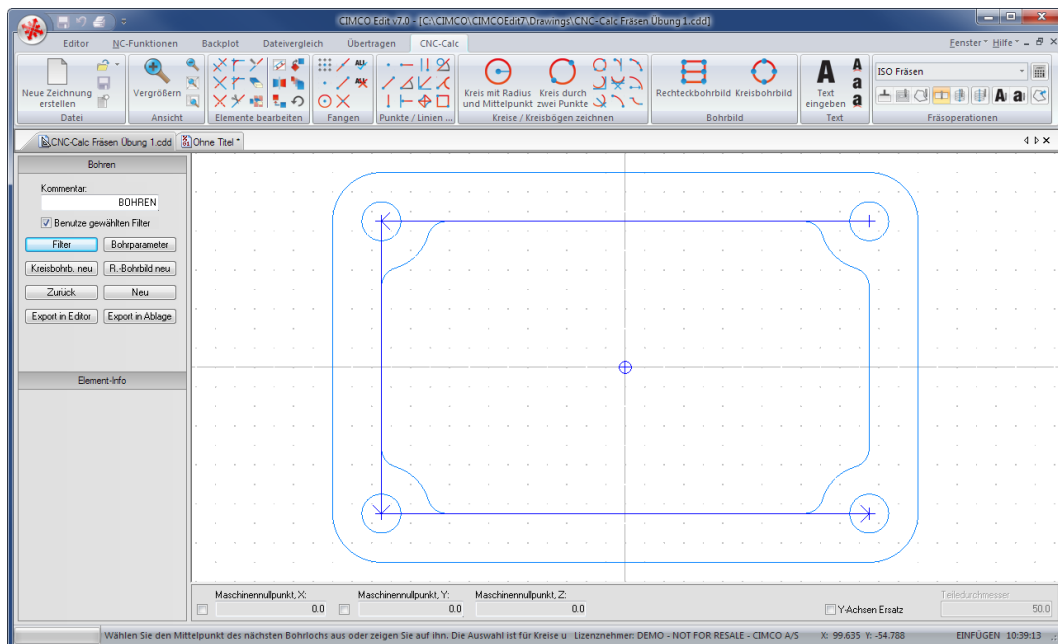 CIMCO Edit v7.0 - [C:\CIMCO\CIMCOEdit7\Drawings\CNC-Calc Fräsen Übung 1.cdd]
Editor NC-Funktionen Backplot Dateivergleich Übertragen CNC-Calc Fenster Hilfe
Neue Zeichnung erstellen
Vergrößern
Kreis mit Radius und Mittelpunkt
Kreis durch zwei Punkte
Rechteckbohrbild Kreisbohrbild
Text eingeben
ISO Fräsen
Datei Ansicht Elemente bearbeiten Fangen Punkte / Linien ... Kreise / Kreisbögen zeichnen Bohrbild Text Fräsoperationen
CNC-Calc Fräsen Übung 1.cdd Ohne Titel *
Bohren
Kommentar:
BOHREN
Benutze gewählten Filter
Filter Bohrparameter
Kreisbohrb. neu R.-Bohrbild neu
Zurück Neu
Export in Editor Export in Ablage
Element-Info
Maschinennullpunkt, X: Maschinennullpunkt, Y: Maschinennullpunkt, Z: Teiledurchmesser
0.0 0.0 0.0 Y-Achsen Ersatz 50.0
Wählen Sie den Mittelpunkt des nächsten Bohrlochs aus oder zeigen Sie auf ihn. Die Auswahl ist für Kreise u Lizenznehmer: DEMO - NOT FOR RESALE - CIMCO A/S X: 99.635 Y: -54.788 EINFÜGEN 10:39:13